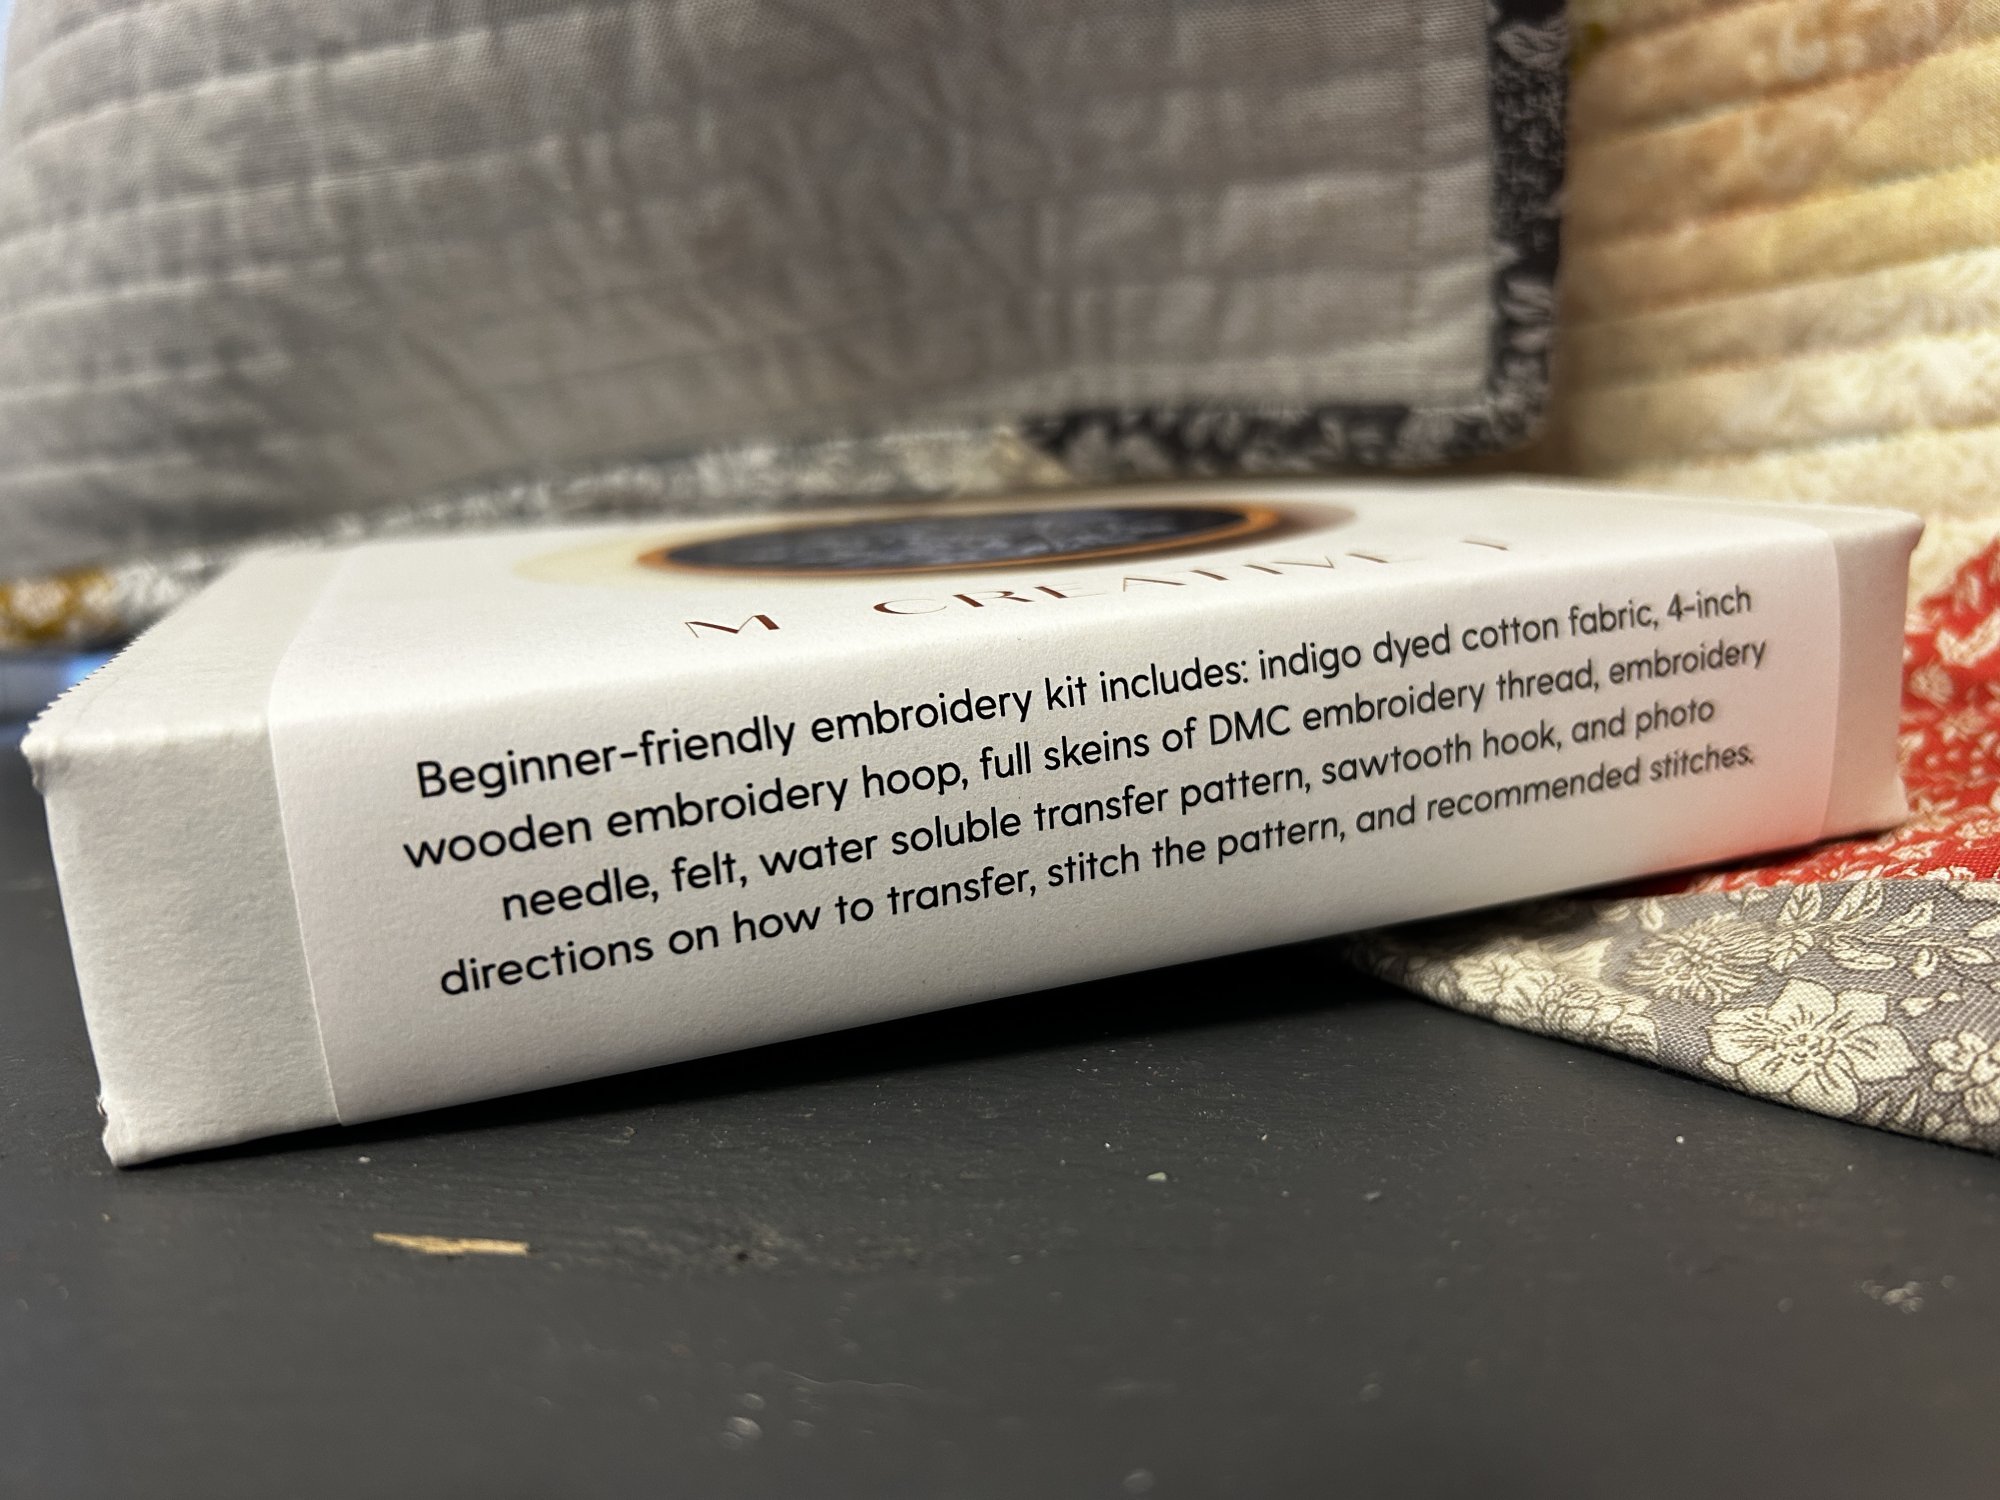 M CREATIVE J
Beginner-friendly embroidery kit includes: indigo dyed cotton fabric, 4-inch
wooden embroidery hoop, full skeins of DMC embroidery thread, embroidery
needle, felt, water soluble transfer pattern, sawtooth hook, and photo
directions on how to transfer, stitch the pattern, and recommended stitches.